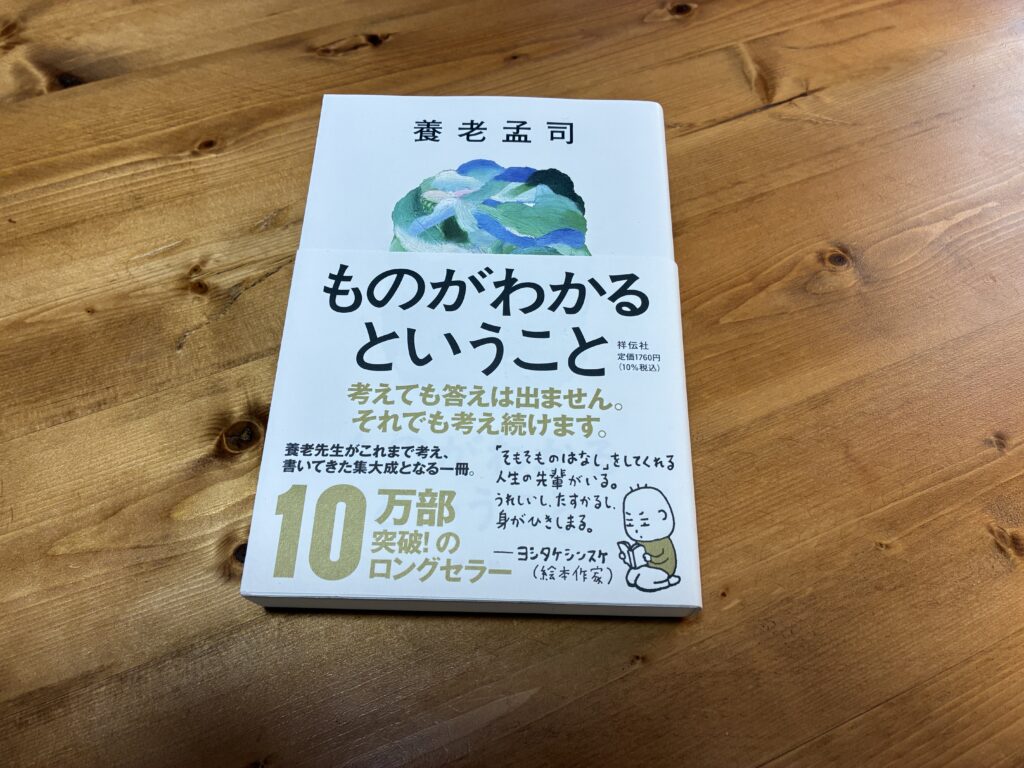 養老孟司
ものがわかる
ということ
祥伝社
定価1760円
(10%税込)
考えても答えは出ません。
それでも考え続けます。
養老先生がこれまで考え、
書いてきた集大成となる一冊。
10万部
突破!の
ロングセラー
「そもそものはなし」をしてくれる
人生の先輩がいる。
うれしいし、たすかるし、
身がひきしまる。
──ヨシタケシンスケ
(絵本作家)